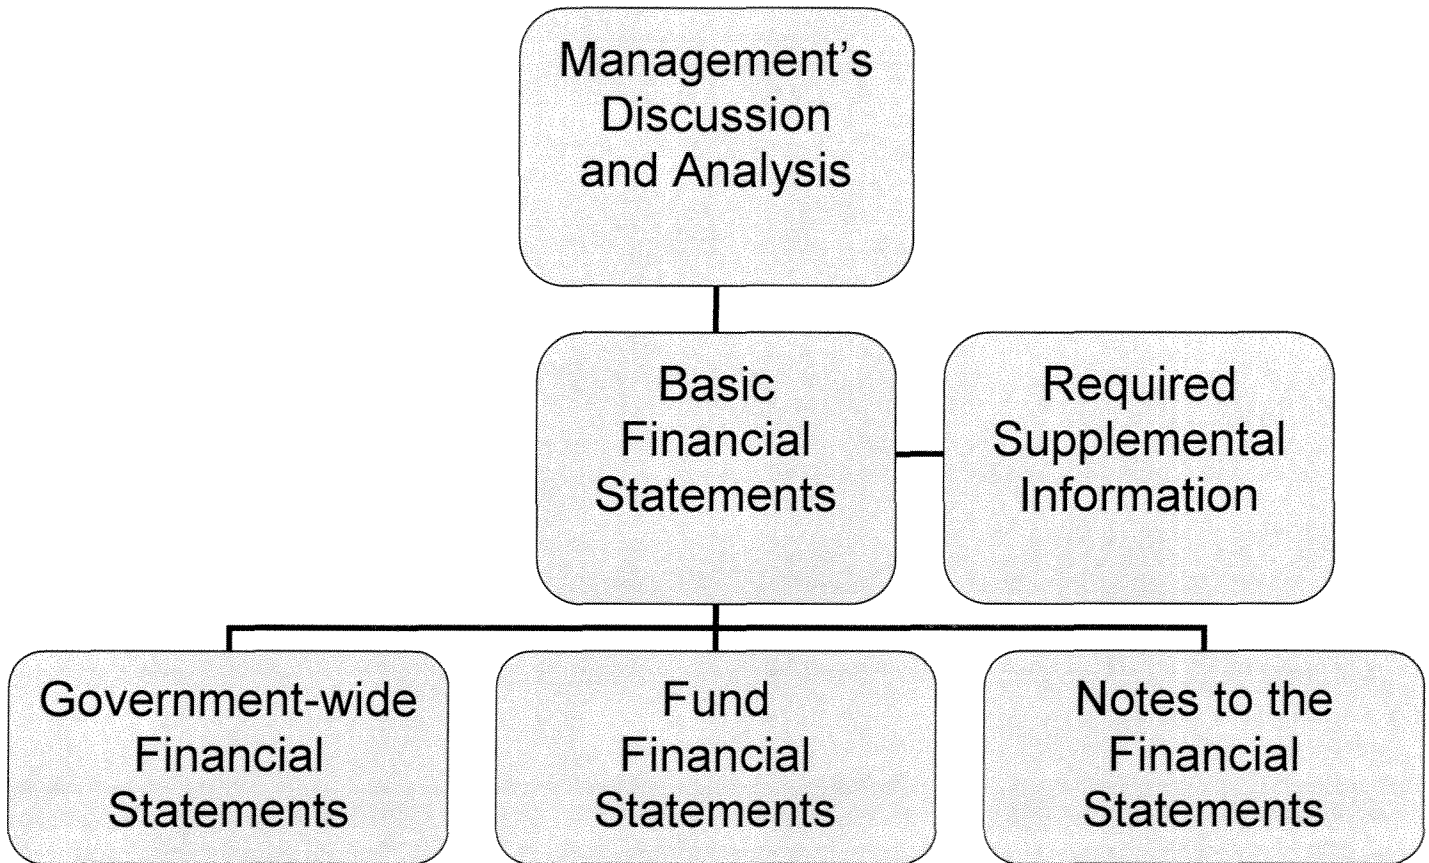 Management's
Discussion
and Analysis
Basic
Financial
Statements
Required
Supplemental
Information
Government-wide
Financial
Statements
Fund
Financial
Statements
Notes to the
Financial
Statements